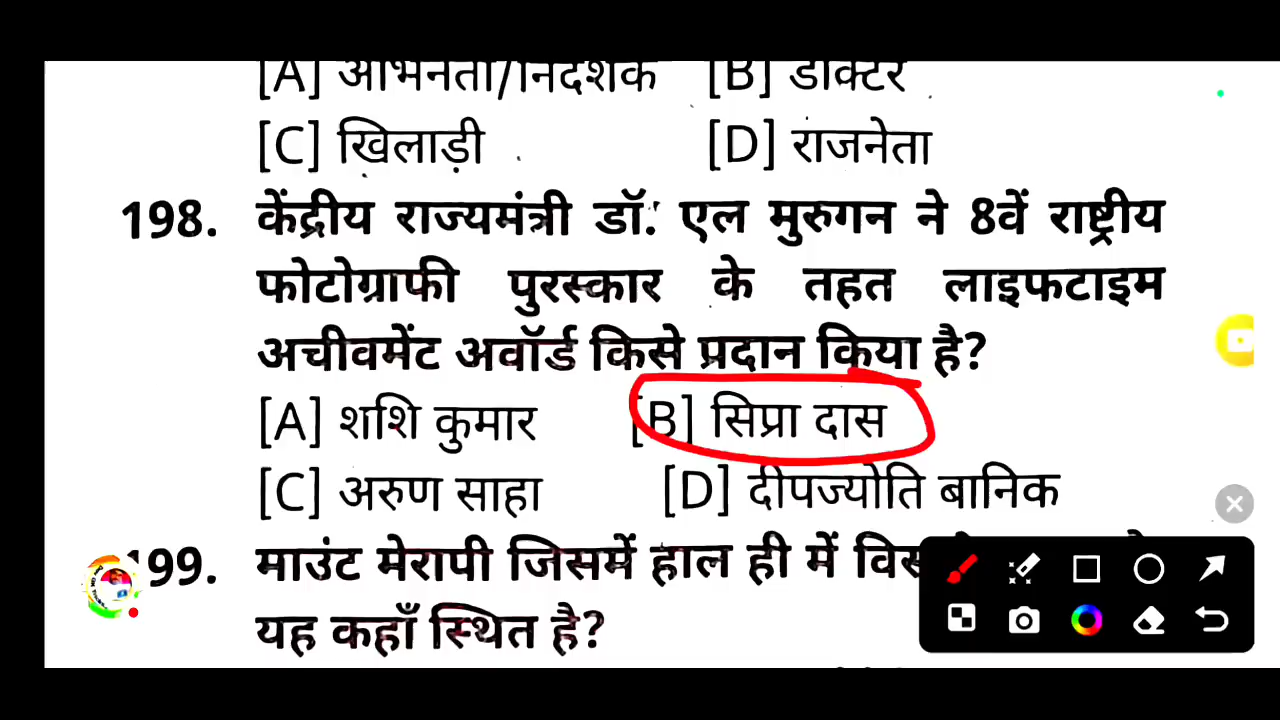 [A] अभिनेता/निर्देशक [B] डॉक्टर
[C] खिलाड़ी [D] राजनेता
198. केंद्रीय राज्यमंत्री डॉ. एल मुरुगन ने 8वें राष्ट्रीय
फोटोग्राफी पुरस्कार के तहत लाइफटाइम
अचीवमेंट अवॉर्ड किसे प्रदान किया है?
[A] शशि कुमार [B] सिप्रा दास
[C] अरुण साहा [D] दीपज्योति बानिक
199. माउंट मेरापी जिसमें हाल ही में
यह कहाँ स्थित है?